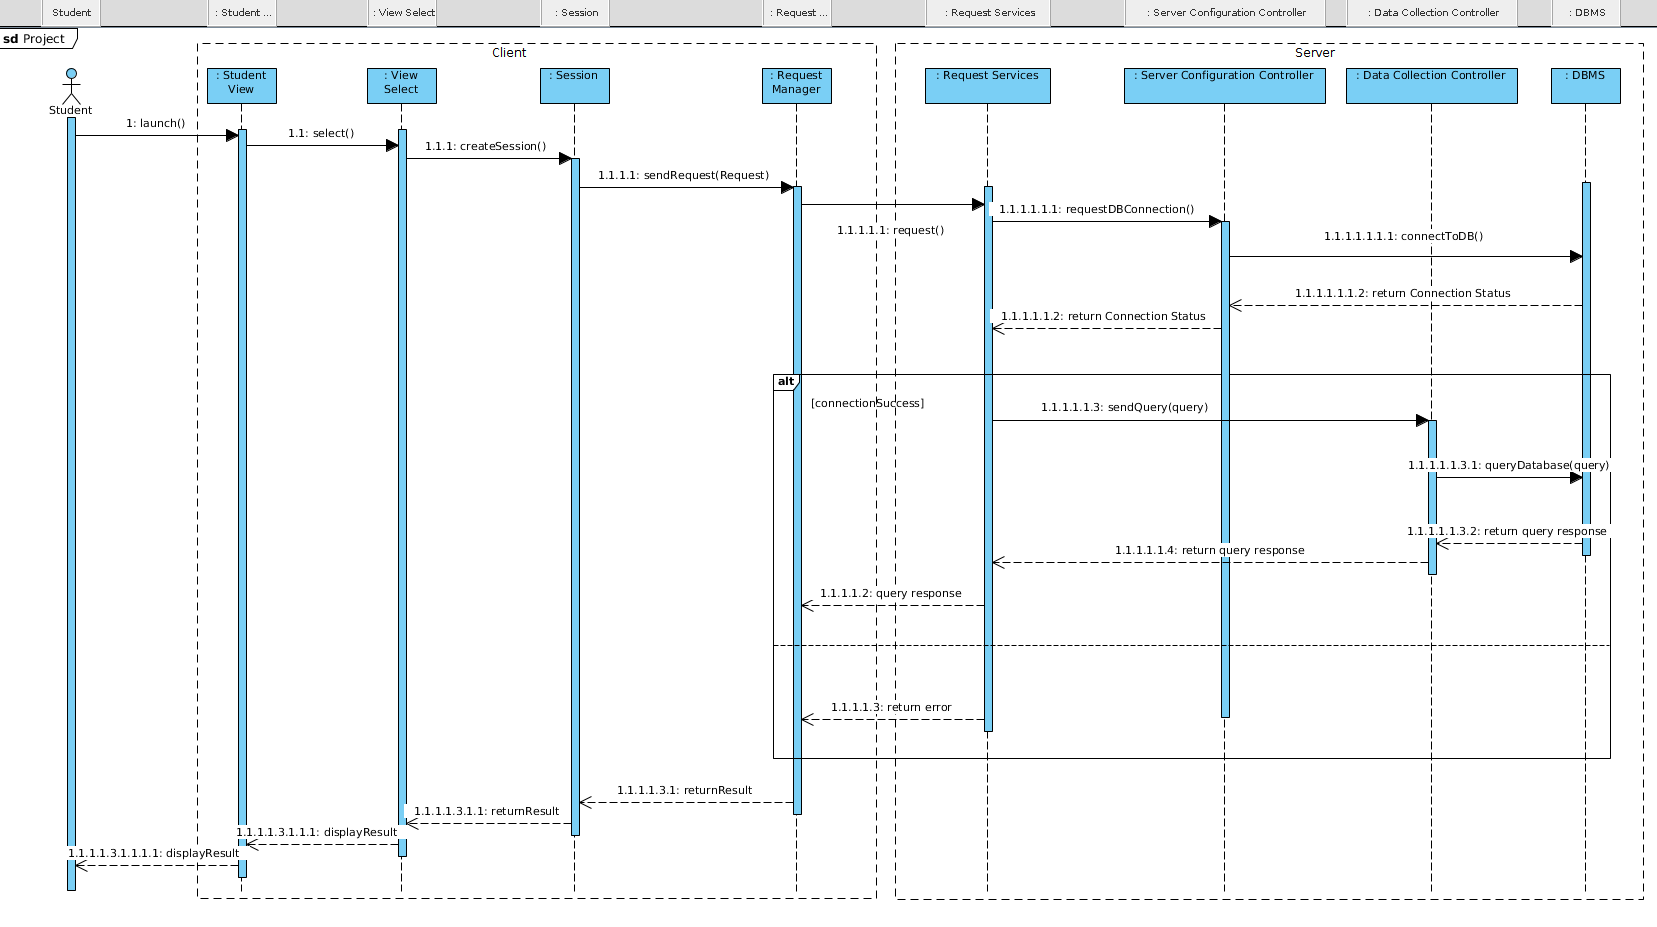 Student
: Student ...
: View Select
: Session
: Request ...
: Request Services
: Server Configuration Controller
: Data Collection Controller
: DBMS
sd Project
Client
Server
: Student
View
: View
Select
: Session
: Request
Manager
: Request Services
: Server Configuration Controller
: Data Collection Controller
: DBMS
Student
1: launch()
1.1: select()
1.1.1: createSession()
1.1.1.1: sendRequest(Request)
1.1.1.1.1: request()
1.1.1.1.1.1: requestDBConnection()
1.1.1.1.1.1.1: connectToDB()
1.1.1.1.1.1.2: return Connection Status
1.1.1.1.1.2: return Connection Status
alt
[connectionSuccess]
1.1.1.1.1.3: sendQuery(query)
1.1.1.1.1.3.1: queryDatabase(query)
1.1.1.1.1.3.2: return query response
1.1.1.1.1.4: return query response
1.1.1.1.2: query response
1.1.1.1.3: return error
1.1.1.1.3.1: returnResult
1.1.1.1.3.1.1: returnResult
1.1.1.1.3.1.1.1: displayResult
1.1.1.1.3.1.1.1.1: displayResult